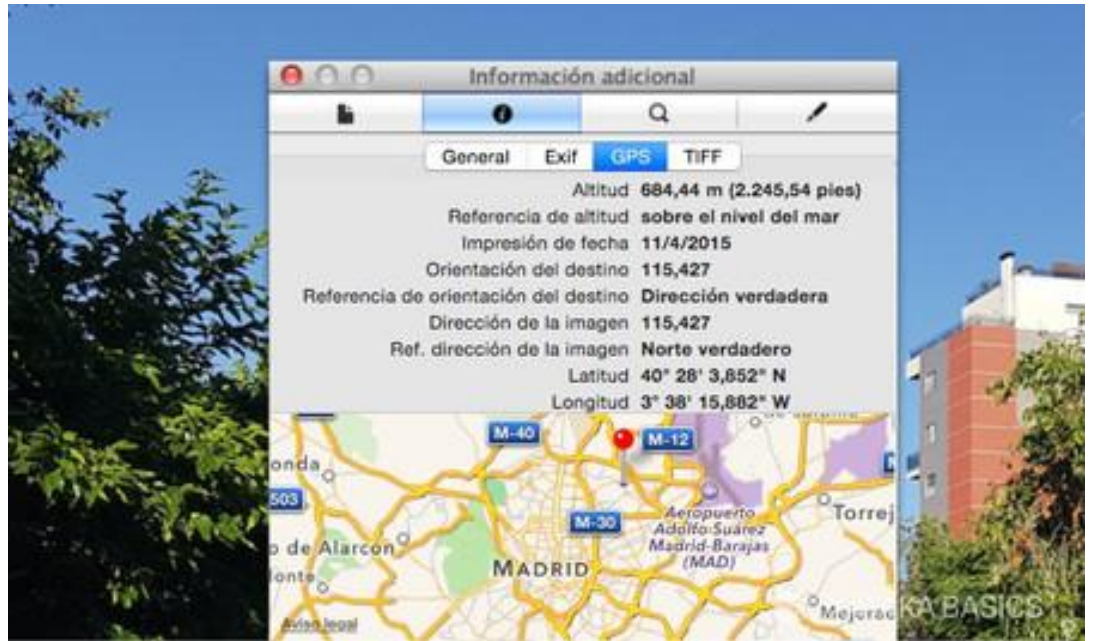 Información adicional
General Exif GPS TIFF
Altitud 684,44 m (2.245,54 pies)
Referencia de altitud sobre el nivel del mar
Impresión de fecha 11/4/2015
Orientación del destino 115,427
Referencia de orientación del destino Dirección verdadera
Dirección de la imagen 115,427
Ref. dirección de la imagen Norte verdadero
Latitud 40° 28' 3,852" N
Longitud 3° 38' 15,882" W
M-40
M-12
onda
503
M-30
Aeropuerto
Adolfo Suárez
Madrid-Barajas
(MAD)
Torrej
o de Alarcón
MADRID
onte
Mejorad
Aviso legal
KA BASICS